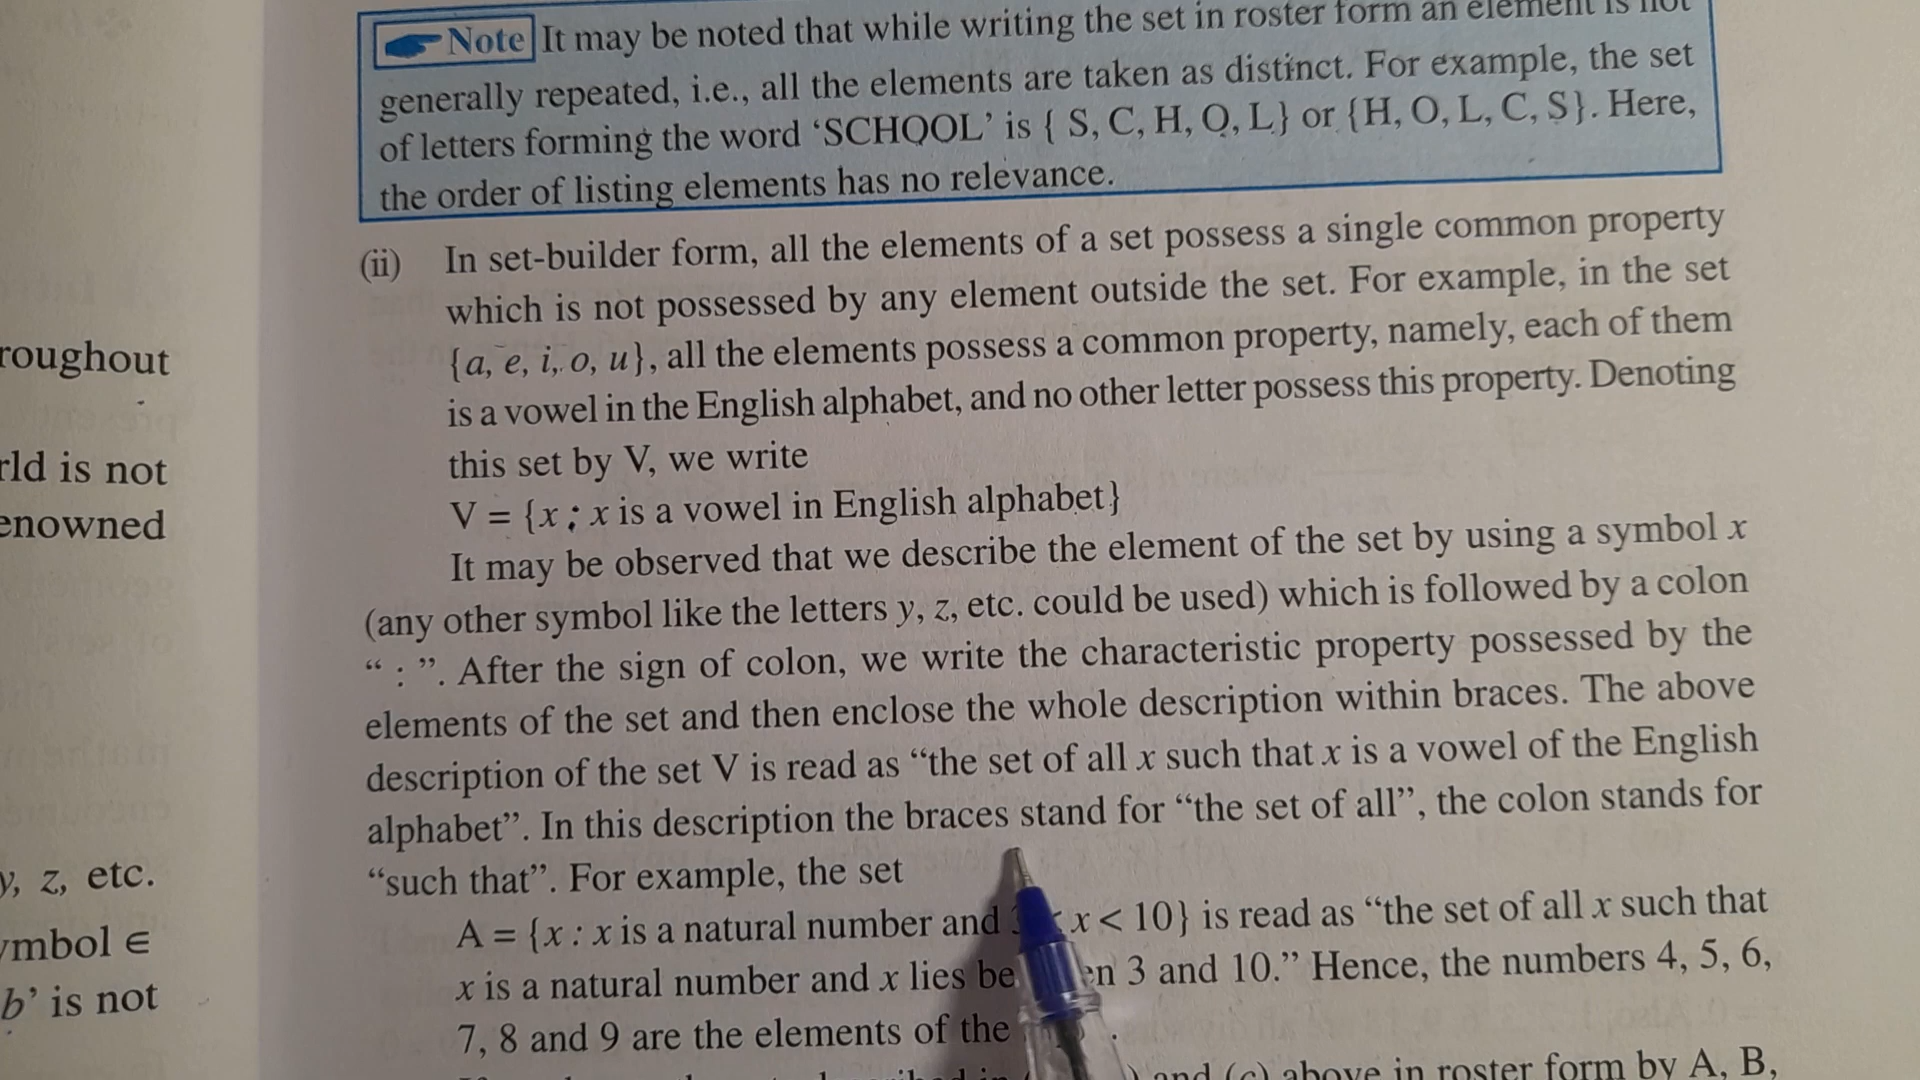 Note It may be noted that while writing the set in roster form an element is not
generally repeated, i.e., all the elements are taken as distinct. For example, the set
of letters forming the word ‘SCHOOL’ is { S, C, H, O, L} or {H, O, L, C, S}. Here,
the order of listing elements has no relevance.
(ii) In set-builder form, all the elements of a set possess a single common property
which is not possessed by any element outside the set. For example, in the set
{a, e, i, o, u}, all the elements possess a common property, namely, each of them
is a vowel in the English alphabet, and no other letter possess this property. Denoting
this set by V, we write
V = {x : x is a vowel in English alphabet}
It may be observed that we describe the element of the set by using a symbol x
(any other symbol like the letters y, z, etc. could be used) which is followed by a colon
“ : ”. After the sign of colon, we write the characteristic property possessed by the
elements of the set and then enclose the whole description within braces. The above
description of the set V is read as “the set of all x such that x is a vowel of the English
alphabet”. In this description the braces stand for “the set of all”, the colon stands for
“such that”. For example, the set
A = {x : x is a natural number and x < 10} is read as “the set of all x such that
x is a natural number and x lies 3 and 10.” Hence, the numbers 4, 5, 6,
7, 8 and 9 are the elements of the
and (c) above in roster form by A, B,
roughout
rld is not
enowned
y, z, etc.
ymbol ∈
b’ is not